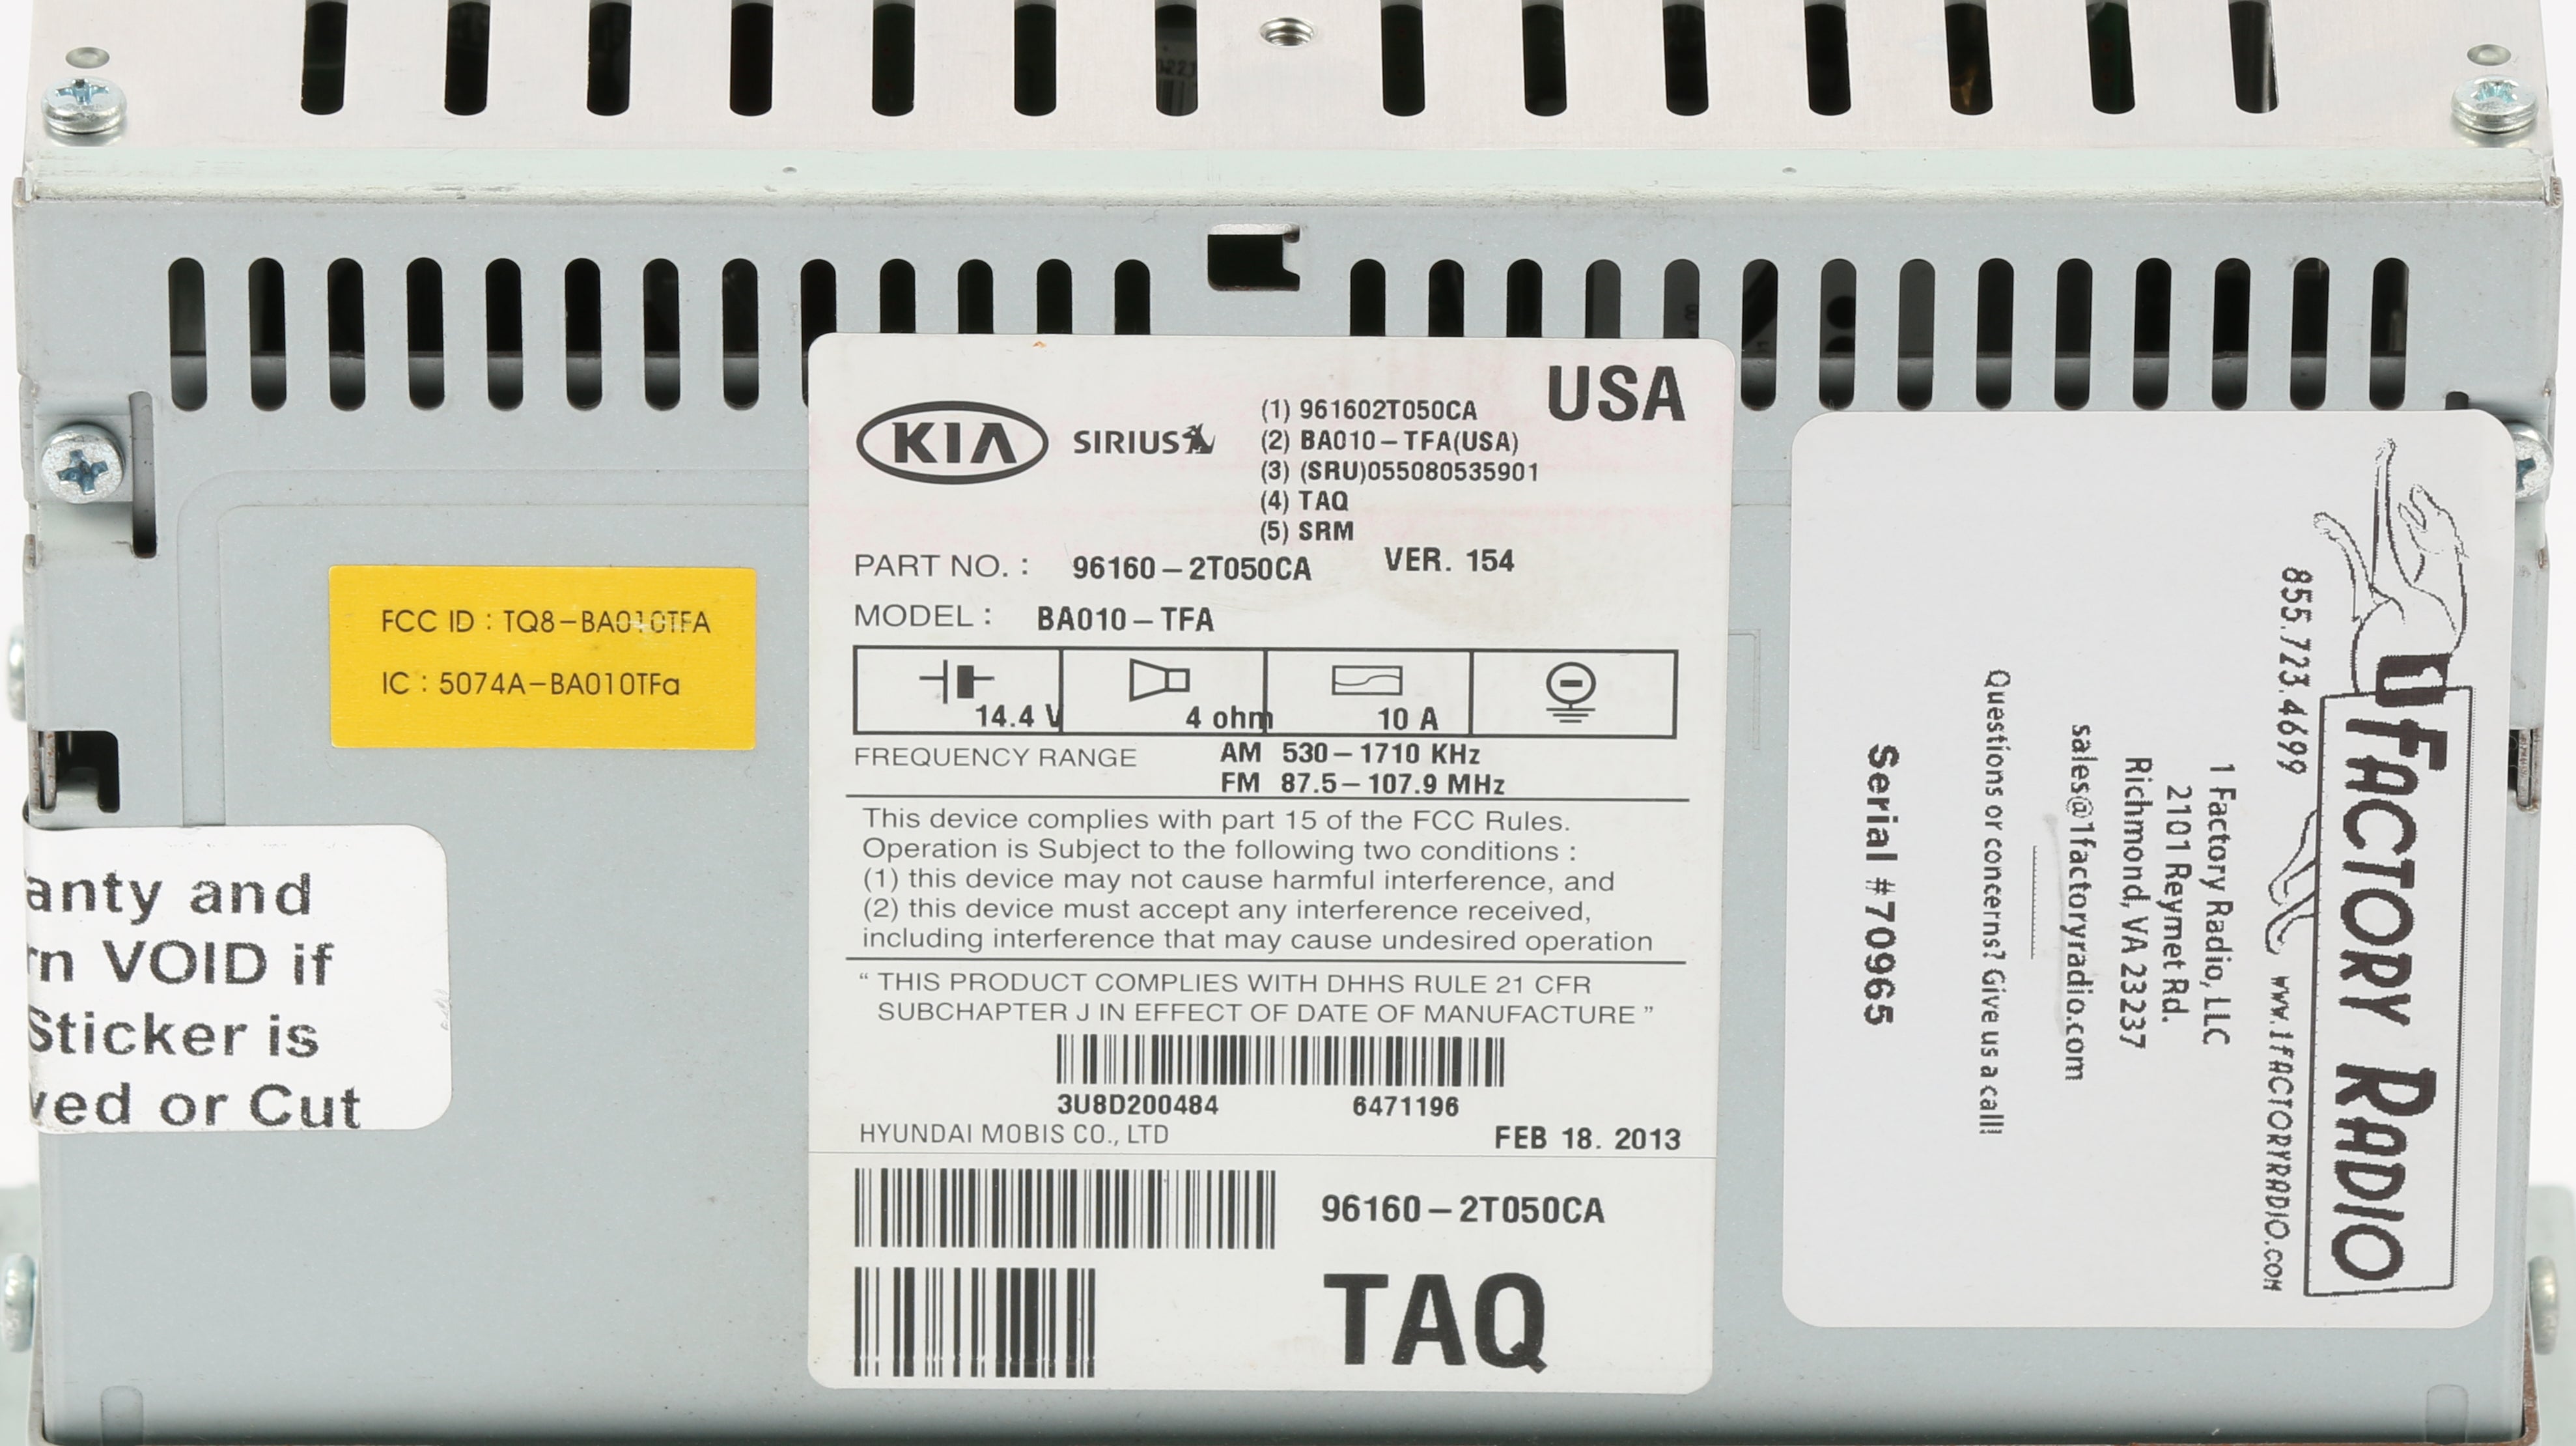 USA
KIA SIRIUS
(1) 961602T050CA
(2) BA010-TFA(USA)
(3) (SRU)055080535901
(4) TAQ
(5) SRM
PART NO. : 96160-2T050CA VER. 154
MODEL : BA010-TFA
14.4 V 4 ohm 10 A
FREQUENCY RANGE AM 530-1710 KHz
FM 87.5-107.9 MHz
This device complies with part 15 of the FCC Rules.
Operation is Subject to the following two conditions :
(1) this device may not cause harmful interference, and
(2) this device must accept any interference received,
including interference that may cause undesired operation
“ THIS PRODUCT COMPLIES WITH DHHS RULE 21 CFR
SUBCHAPTER J IN EFFECT OF DATE OF MANUFACTURE ”
3U8D200484 6471196
HYUNDAI MOBIS CO., LTD FEB 18. 2013
96160-2T050CA
TAQ
FCC ID : TQ8-BA010TFA
IC : 5074A-BA010TFa
anty and
rn VOID if
Sticker is
ved or Cut
1 FACTORY RADIO
855.723.4699 WWW.1FACTORYRADIO.COM
1 Factory Radio, LLC
2101 Reymet Rd.
Richmond, VA 23237
sales@1factoryradio.com
Questions or concerns? Give us a call!
Serial #70965